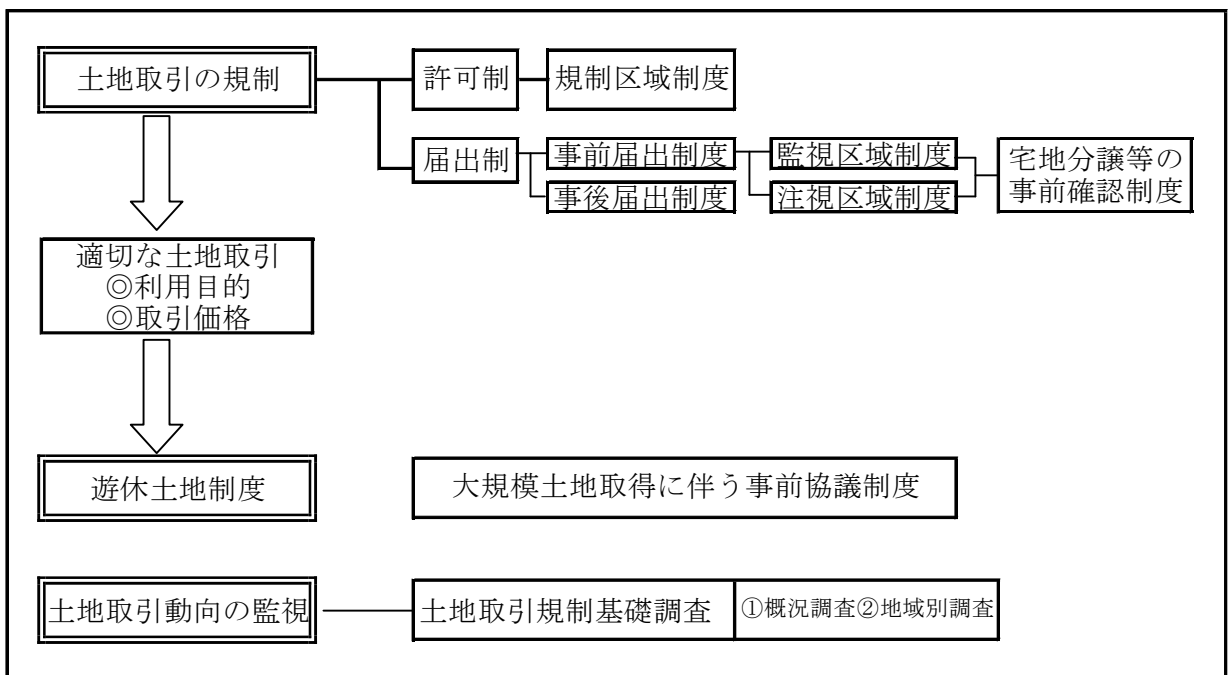 土地取引の規制
許可制
規制区域制度
届出制
事前届出制度
監視区域制度
事後届出制度
注視区域制度
宅地分譲等の
事前確認制度
適切な土地取引
◎利用目的
◎取引価格
遊休土地制度
大規模土地取得に伴う事前協議制度
土地取引動向の監視
土地取引規制基礎調査
①概況調査②地域別調査